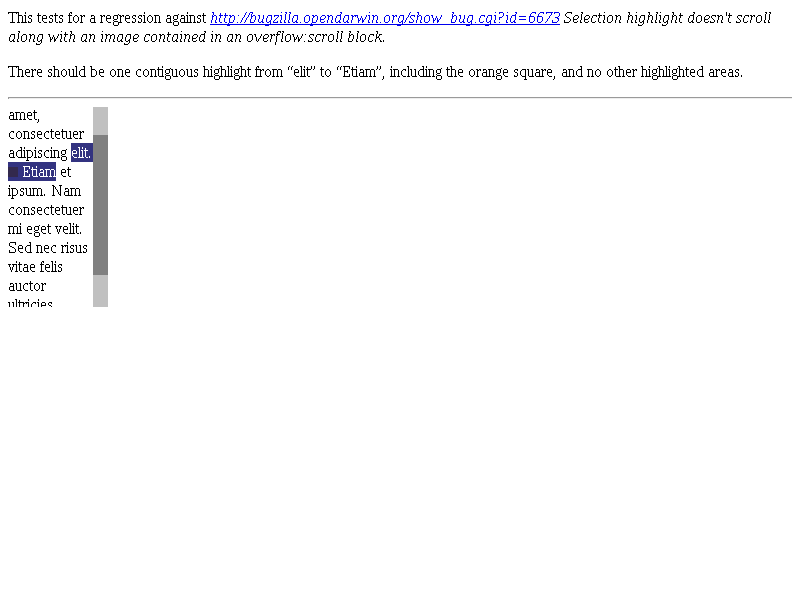 This tests for a regression against http://bugzilla.opendarwin.org/show_bug.cgi?id=6673 Selection highlight doesn't scroll
along with an image contained in an overflow:scroll block.
There should be one contiguous highlight from “elit” to “Etiam”, including the orange square, and no other highlighted areas.
amet,
consectetuer
adipiscing elit.
Etiam et
ipsum. Nam
consectetuer
mi eget velit.
Sed nec risus
vitae felis
auctor
ultricies